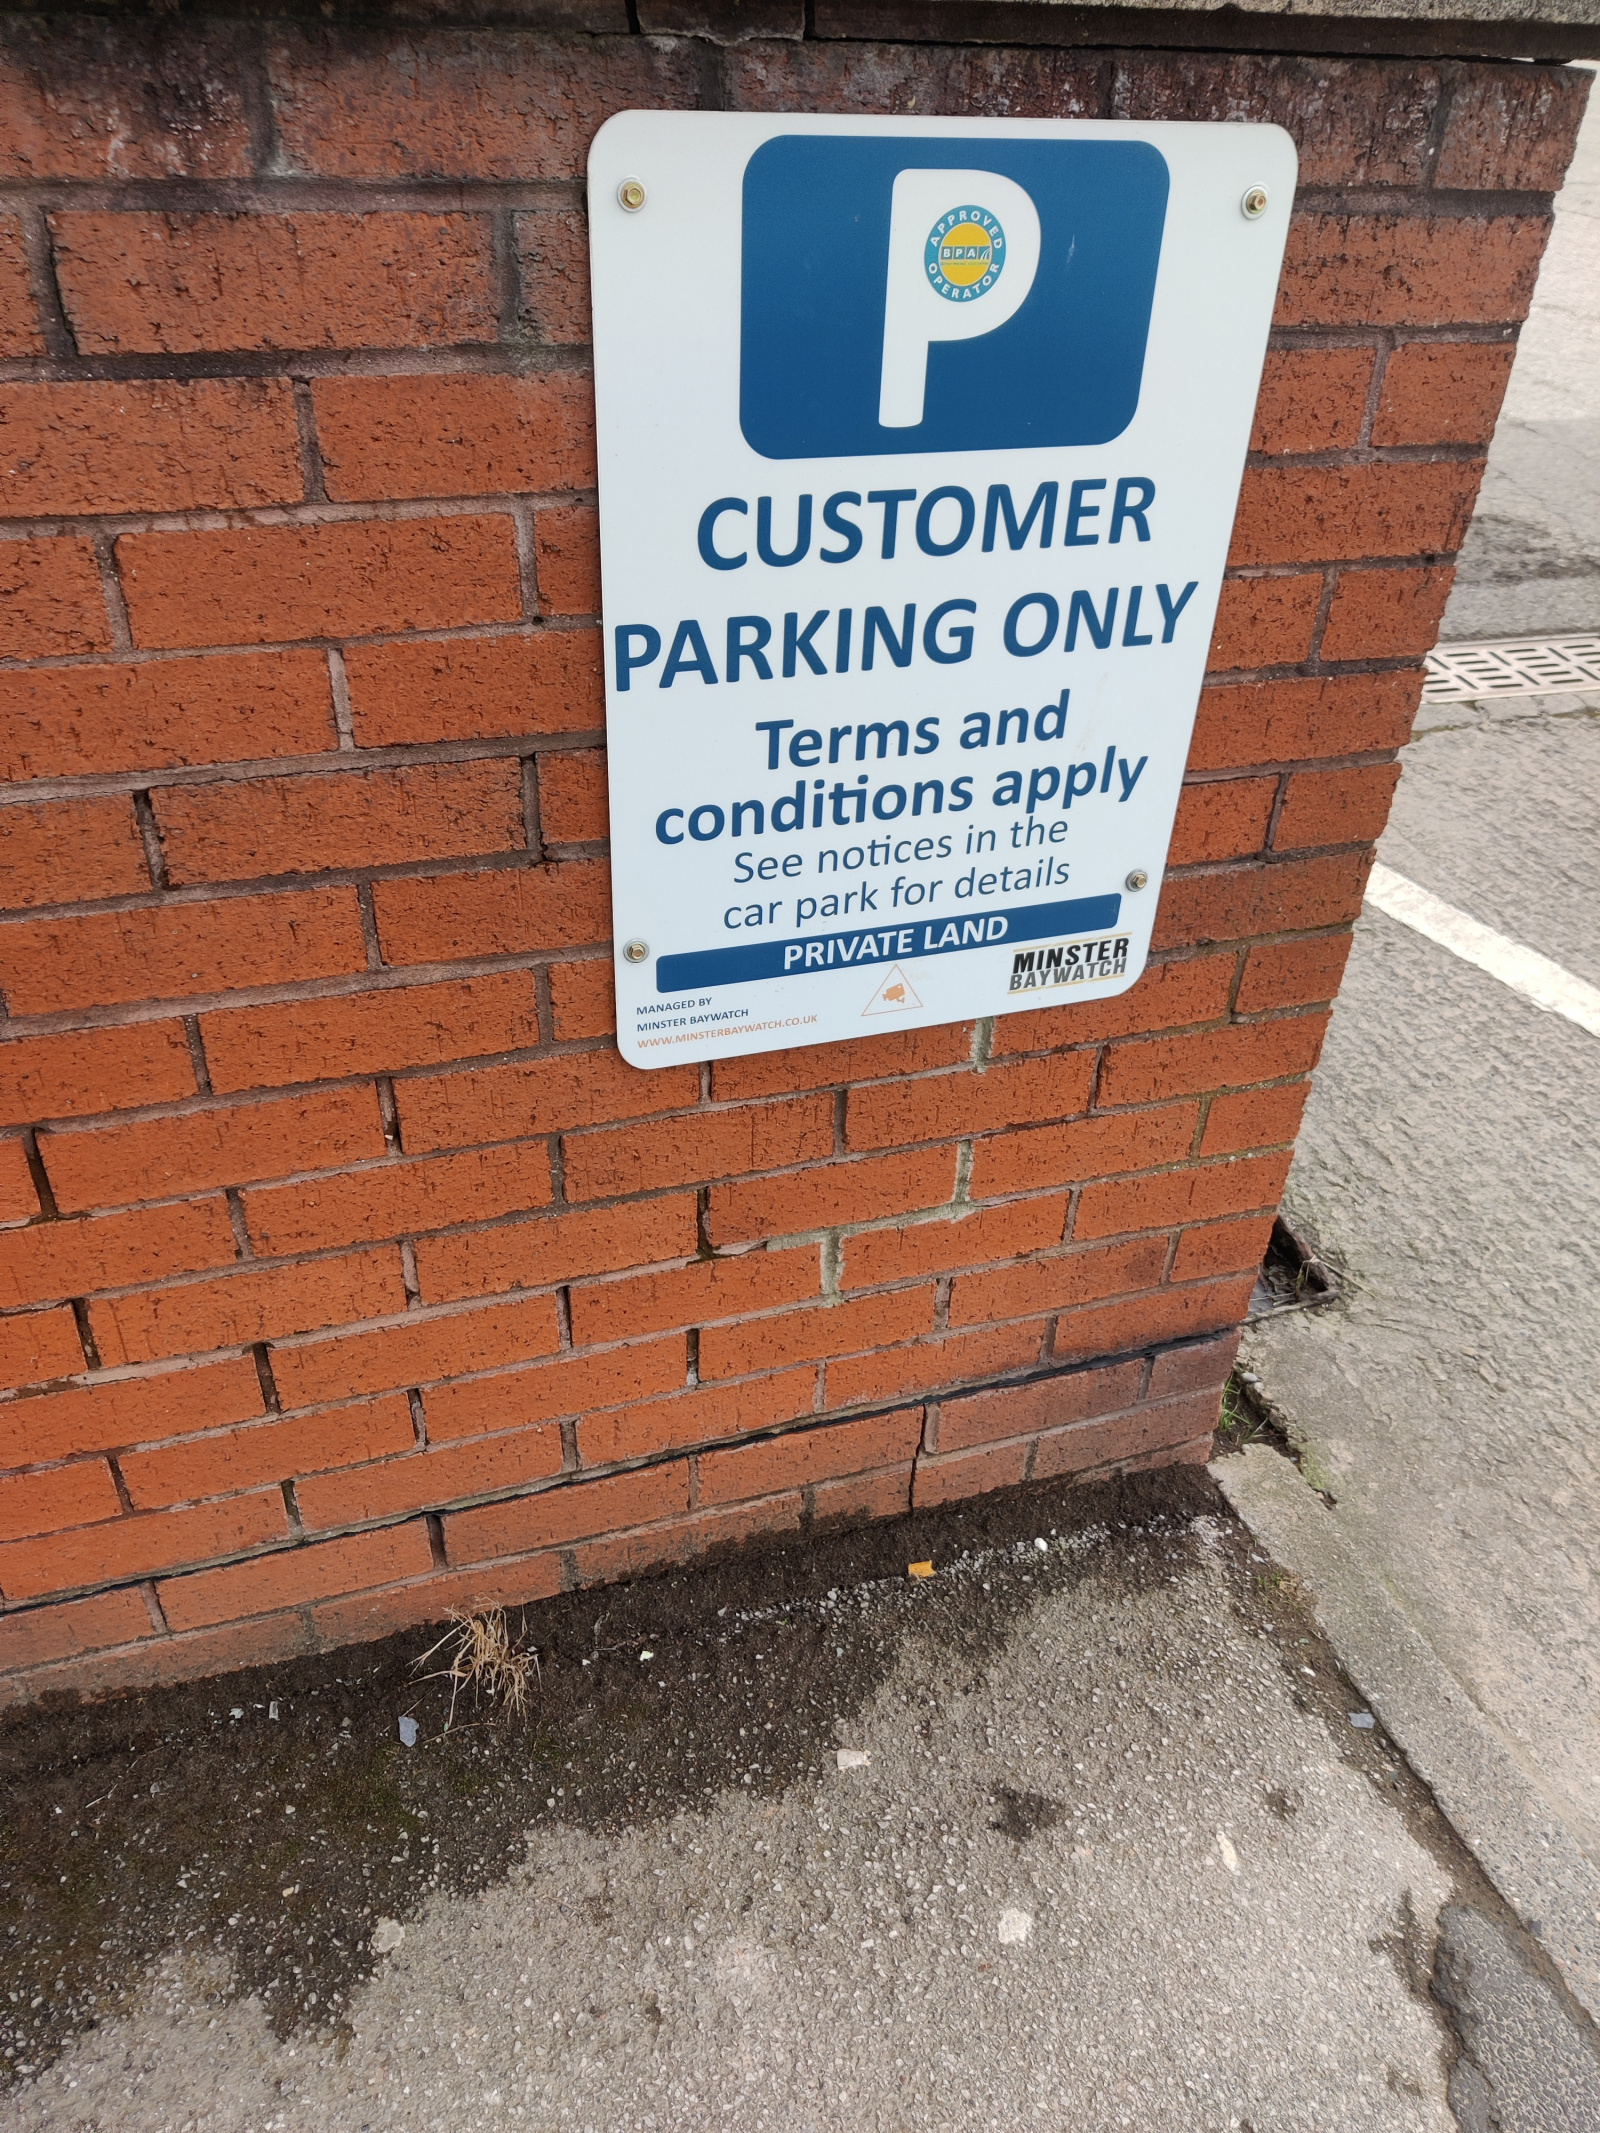 P
APPROVED
BPA
OPERATOR
CUSTOMER
PARKING ONLY
Terms and
conditions apply
See notices in the
car park for details
PRIVATE LAND
MANAGED BY
MINSTER BAYWATCH
WWW.MINSTERBAYWATCH.CO.UK
MINSTER
BAYWATCH